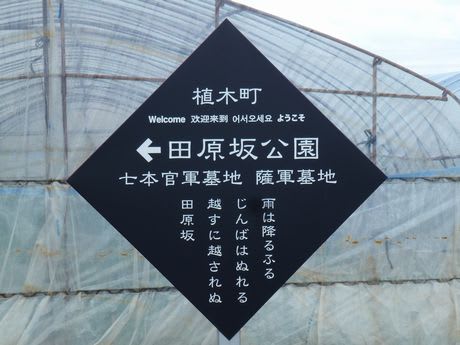 植木町
Welcome 欢迎来到 어서오세요 ようこそ
←田原坂公園
七本官軍墓地 薩軍墓地
雨は降るふる
じんばはぬれる
越すに越されぬ
田原坂